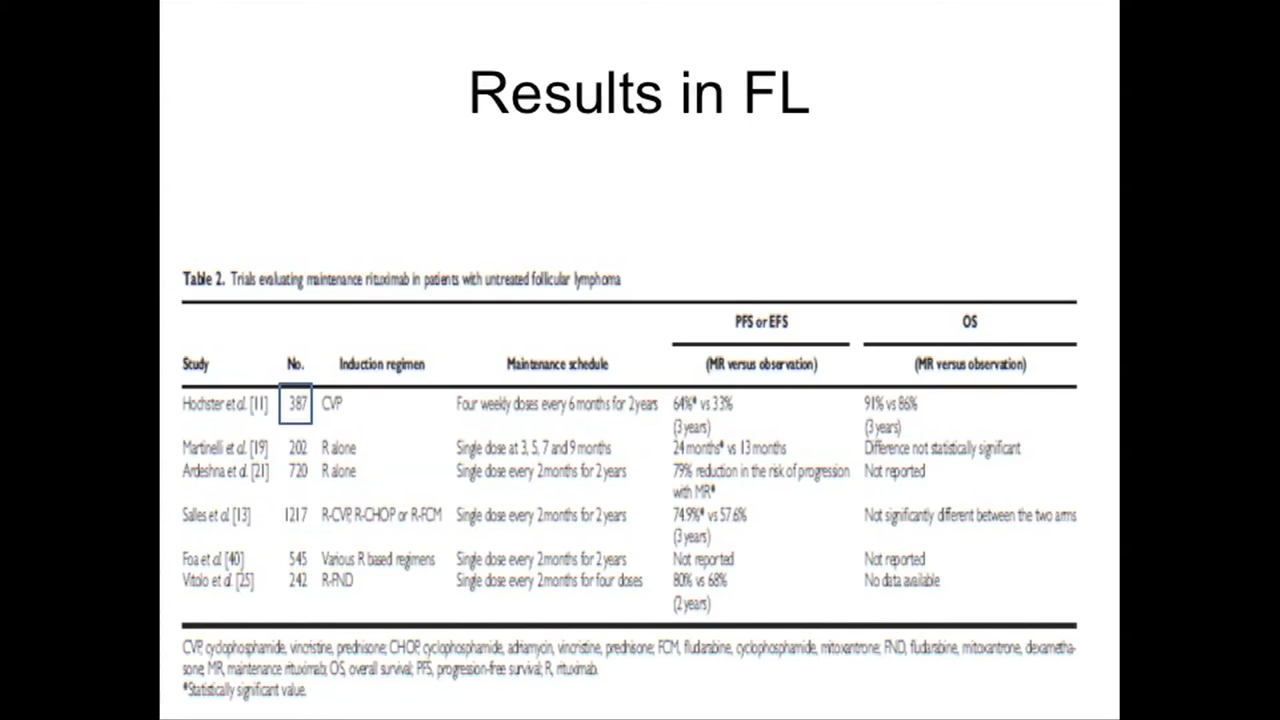 Results in FL
Table 2. Trials evaluating maintenance rituximab in patients with untreated follicular lymphoma
PFS or EFS OS
Study No. Induction regimen Maintenance schedule (MR versus observation) (MR versus observation)
Hochster et al. [11] 387 CVP Four weekly doses every 6 months for 2 years 64%* vs 33% 91% vs 86%
(3 years) (3 years)
Martinelli et al. [19] 202 R alone Single dose at 3, 5, 7 and 9 months 24 months* vs 13 months Difference not statistically significant
Ardeshna et al. [21] 720 R alone Single dose every 2 months for 2 years 79% reduction in the risk of progression Not reported
with MR*
Salles et al. [13] 1217 R-CVP, R-CHOP or R-FCM Single dose every 2 months for 2 years 74.9%* vs 57.6% Not significantly different between the two arms
(3 years)
Foa et al. [40] 545 Various R based regimens Single dose every 2 months for 2 years Not reported Not reported
Vitolo et al. [25] 242 R-FND Single dose every 2 months for four doses 80% vs 68% No data available
(2 years)
CVP, cyclophosphamide, vincristine, prednisone; CHOP, cyclophosphamide, adriamycin, vincristine, prednisone; FCM, fludarabine, cyclophosphamide, mitoxantrone; FND, fludarabine, mitoxantrone, dexametha-
sone; MR, maintenance rituximab; OS, overall survival; PFS, progression-free survival; R, rituximab.
*Statistically significant value.